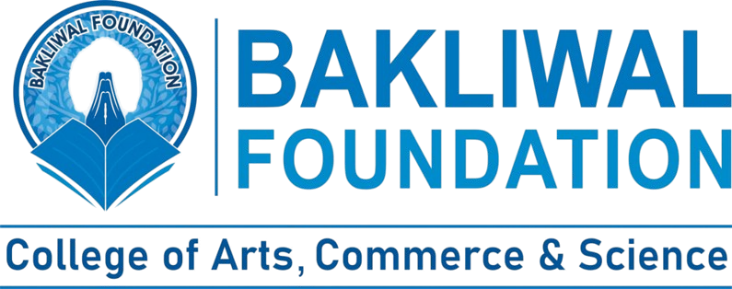 BAKLIWAL FOUNDATION
BAKLIWAL
FOUNDATION
College of Arts, Commerce & Science